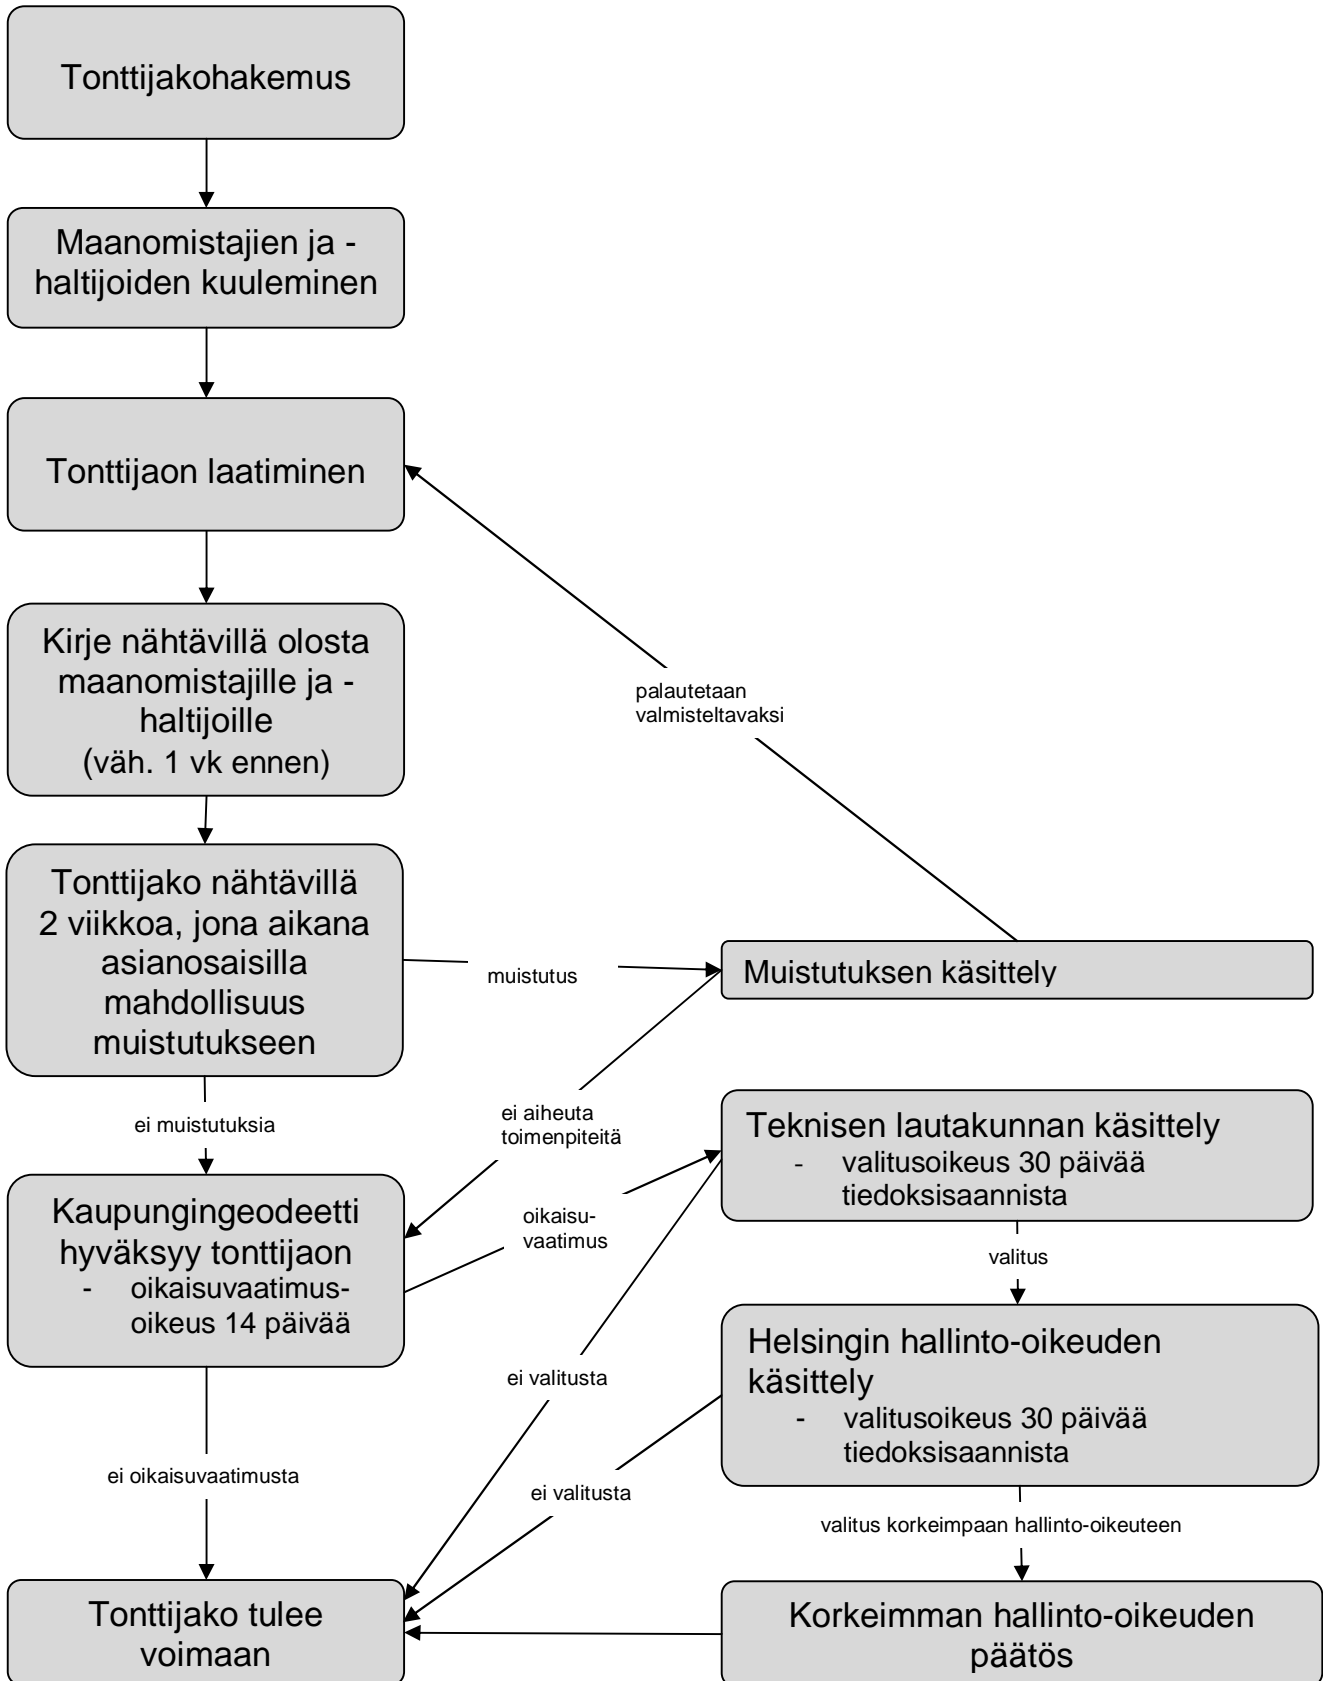 Tonttijakohakemus
Maanomistajien ja -
haltijoiden kuuleminen
Tonttijaon laatiminen
Kirje nähtävillä olosta
maanomistajille ja -
haltijoille
(väh. 1 vk ennen)
palautetaan
valmisteltavaksi
Tonttijako nähtävillä
2 viikkoa, jona aikana
asianosaisilla
mahdollisuus
muistutukseen
muistutus
Muistutuksen käsittely
ei muistutuksia
ei aiheuta
toimenpiteitä
Teknisen lautakunnan käsittely
- valitusoikeus 30 päivää
tiedoksisaannista
Kaupungingeodeetti
hyväksyy tonttijaon
- oikaisuvaatimus-
oikeus 14 päivää
oikaisu-
vaatimus
valitus
Helsingin hallinto-oikeuden
käsittely
- valitusoikeus 30 päivää
tiedoksisaannista
ei valitusta
ei oikaisuvaatimusta
ei valitusta
valitus korkeimpaan hallinto-oikeuteen
Tonttijako tulee
voimaan
Korkeimman hallinto-oikeuden
päätös